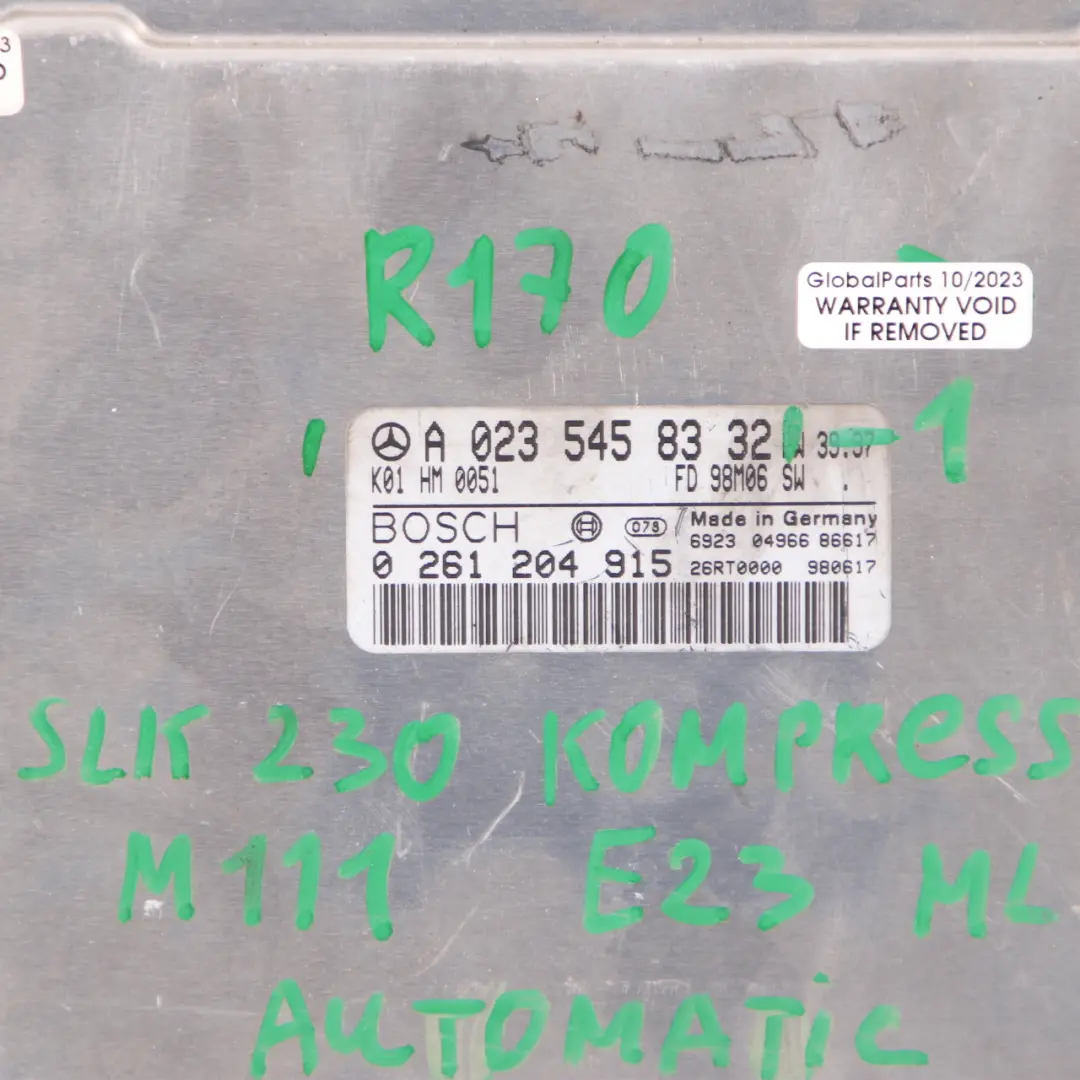 R170
GlobalParts 10/2023
WARRANTY VOID
IF REMOVED
A 023 545 83 32
K01 HM 0051 FD 98M06 SW .
BOSCH 078 Made in Germany
6923 04966 86617
0 261 204 915 26RT0000 980617
SLK 230 KOMPRESS
M111 E23 ML
AUTOMATiC